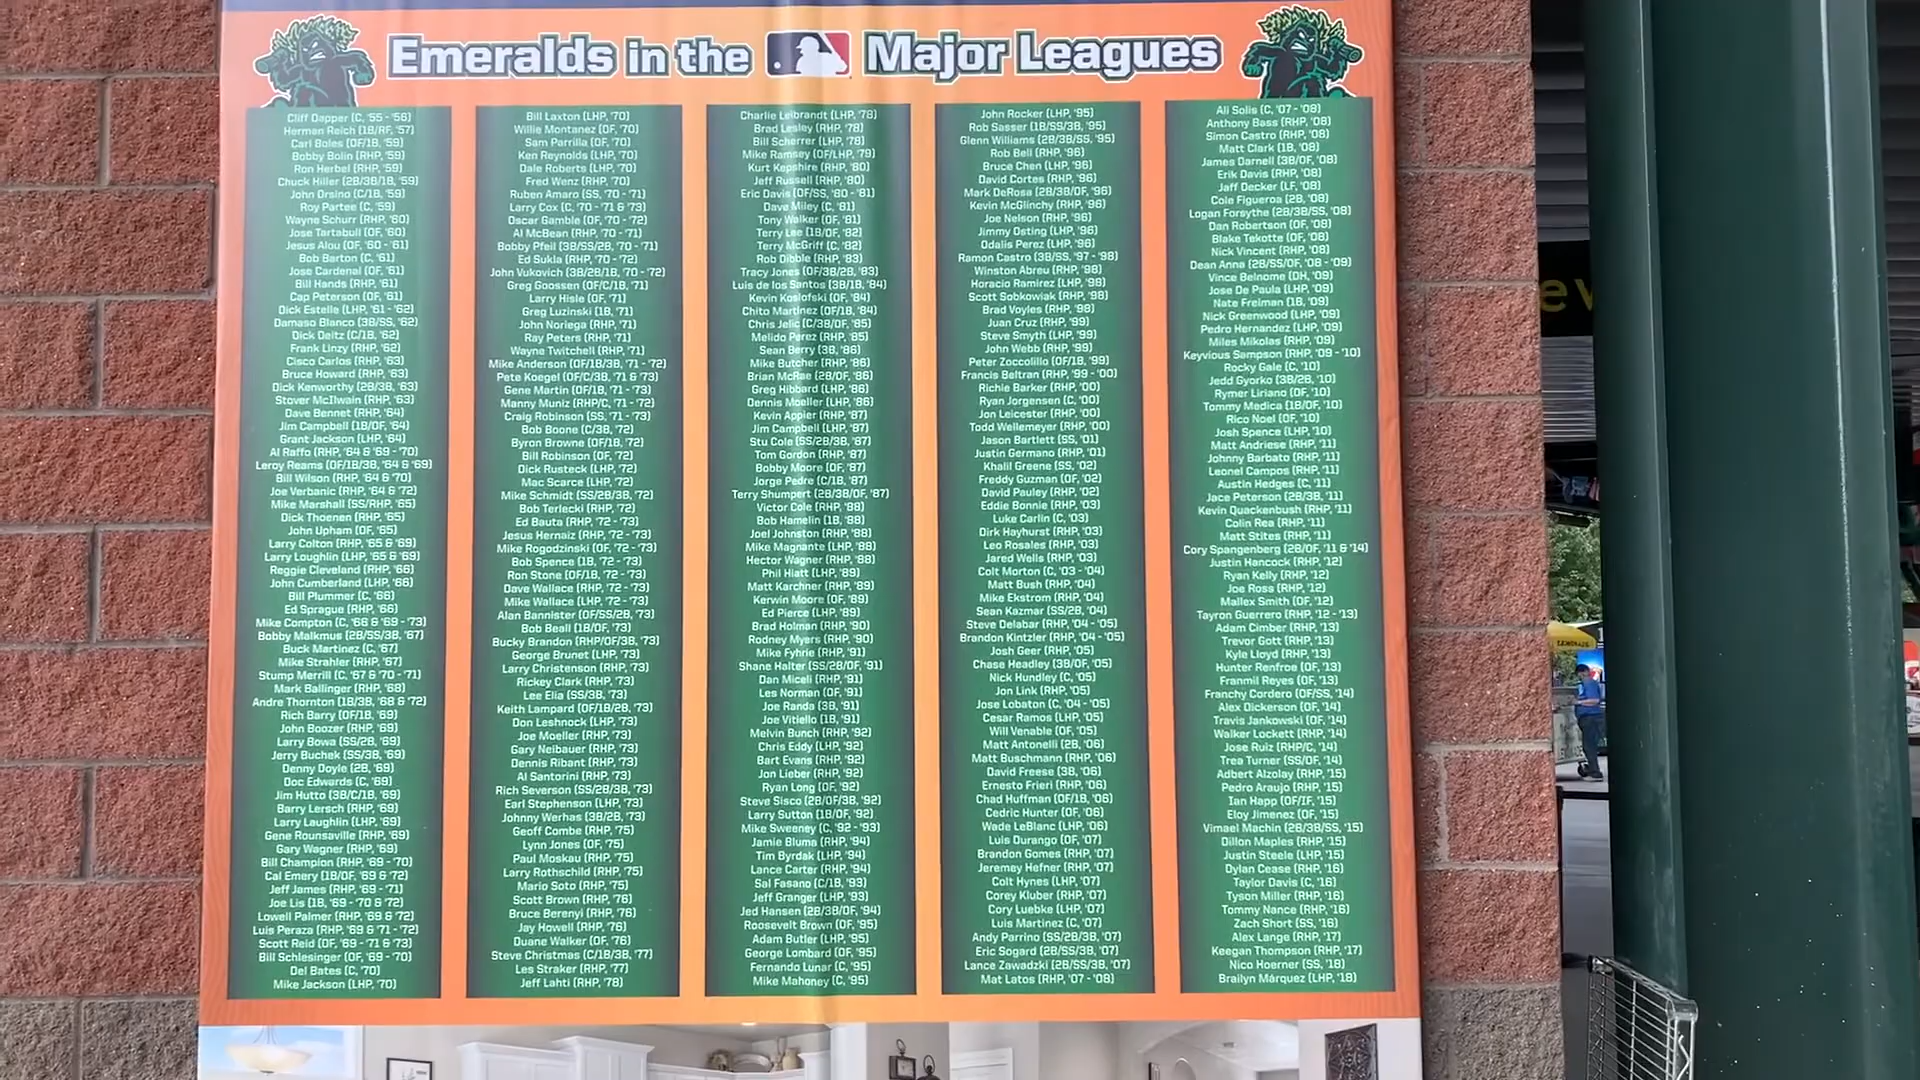 Emeralds in the Major Leagues
Cliff Dapper (C, '55 - '56)
Herman Reich (1B/RF, '57)
Carl Boles (OF/1B, '59)
Bobby Bolin (RHP, '59)
Ron Herbel (RHP, '59)
Chuck Hiller (2B/3B/1B, '59)
John Orsino (C/1B, '59)
Roy Partee (C, '59)
Wayne Schurr (RHP, '60)
Jose Tartabull (OF, '60)
Jesus Alou (OF, '60 - '61)
Bob Barton (C, '61)
Jose Cardenal (OF, '61)
Bill Hands (RHP, '61)
Cap Peterson (OF, '61)
Dick Estelle (LHP, '61 - '62)
Damaso Blanco (3B/SS, '62)
Dick Deitz (C/1B, '62)
Frank Linzy (RHP, '62)
Cisco Carlos (RHP, '63)
Bruce Howard (RHP, '63)
Dick Kenworthy (2B/3B, '63)
Stover McIlwain (RHP, '63)
Dave Bennet (RHP, '64)
Jim Campbell (1B/OF, '64)
Grant Jackson (LHP, '64)
Al Raffo (RHP, '64 & '69 - '70)
Leroy Reams (OF/1B/3B, '64 & '69)
Bill Wilson (RHP, '64 & '70)
Joe Verbanic (RHP, '64 & '72)
Mike Marshall (SS/RHP, '65)
Dick Thoenen (RHP, '65)
John Upham (OF, '65)
Larry Colton (RHP, '65 & '69)
Larry Loughlin (LHP, '65 & '69)
Reggie Cleveland (RHP, '66)
John Cumberland (LHP, '66)
Bill Plummer (C, '66)
Ed Sprague (RHP, '66)
Mike Compton (C, '66 & '69 - '73)
Bobby Malkmus (2B/SS/3B, '67)
Buck Martinez (C, '67)
Mike Strahler (RHP, '67)
Stump Merrill (C, '67 & '70 - '71)
Mark Ballinger (RHP, '68)
Andre Thornton (1B/3B, '68 & '72)
Rich Barry (OF/1B, '69)
John Boozer (RHP, '69)
Larry Bowa (SS/2B, '69)
Jerry Buchek (SS/3B, '69)
Denny Doyle (2B, '69)
Doc Edwards (C, '69)
Jim Hutto (3B/C/1B, '69)
Barry Lersch (RHP, '69)
Larry Laughlin (LHP, '69)
Gene Rounsaville (RHP, '69)
Gary Wagner (RHP, '69)
Bill Champion (RHP, '69 - '70)
Cal Emery (1B/OF, '69 & '72)
Jeff James (RHP, '69 - '71)
Joe Lis (1B, '69 - '70 & '72)
Lowell Palmer (RHP, '69 & '72)
Luis Peraza (RHP, '69 & '71 - '72)
Scott Reid (OF, '69 - '71 & '73)
Bill Schlesinger (OF, '69 - '70)
Del Bates (C, '70)
Mike Jackson (LHP, '70)
Bill Laxton (LHP, '70)
Willie Montanez (OF, '70)
Sam Parrilla (OF, '70)
Ken Reynolds (LHP, '70)
Dale Roberts (LHP, '70)
Fred Wenz (RHP, '70)
Ruben Amaro (SS, '70 - '71)
Larry Cox (C, '70 - '71 & '73)
Oscar Gamble (OF, '70 - '72)
Al McBean (RHP, '70 - '71)
Bobby Pfeil (3B/SS/2B, '70 - '71)
Ed Sukla (RHP, '70 - '72)
John Vukovich (3B/2B/1B, '70 - '72)
Greg Goossen (OF/C/1B, '71)
Larry Hisle (OF, '71)
Greg Luzinski (1B, '71)
John Noriega (RHP, '71)
Ray Peters (RHP, '71)
Wayne Twitchell (RHP, '71)
Mike Anderson (OF/1B/3B, '71 - '72)
Pete Koegel (OF/C/3B, '71 & '73)
Gene Martin (OF/1B, '71 - '73)
Manny Muniz (RHP/C, '71 - '72)
Craig Robinson (SS, '71 - '73)
Bob Boone (C/3B, '72)
Byron Browne (OF/1B, '72)
Bill Robinson (OF, '72)
Dick Rusteck (LHP, '72)
Mac Scarce (LHP, '72)
Mike Schmidt (SS/2B/3B, '72)
Bob Terlecki (RHP, '72)
Ed Bauta (RHP, '72 - '73)
Jesus Hernaiz (RHP, '72 - '73)
Mike Rogodzinski (OF, '72 - '73)
Bob Spence (1B, '72 - '73)
Ron Stone (OF/1B, '72 - '73)
Dave Wallace (RHP, '72 - '73)
Mike Wallace (LHP, '72 - '73)
Alan Bannister (OF/SS/2B, '73)
Bob Beall (1B/OF, '73)
Bucky Brandon (RHP/OF/3B, '73)
George Brunet (LHP, '73)
Larry Christenson (RHP, '73)
Rickey Clark (RHP, '73)
Lee Elia (SS/3B, '73)
Keith Lampard (OF/1B/2B, '73)
Don Leshnock (LHP, '73)
Joe Moeller (RHP, '73)
Gary Neibauer (RHP, '73)
Dennis Ribant (RHP, '73)
Al Santorini (RHP, '73)
Rich Severson (SS/2B/3B, '73)
Earl Stephenson (LHP, '73)
Johnny Werhas (3B/2B, '73)
Geoff Combe (RHP, '75)
Lynn Jones (OF, '75)
Paul Moskau (RHP, '75)
Larry Rothschild (RHP, '75)
Mario Soto (RHP, '75)
Scott Brown (RHP, '76)
Bruce Berenyi (RHP, '76)
Jay Howell (RHP, '76)
Duane Walker (OF, '76)
Steve Christmas (C/1B/3B, '77)
Les Straker (RHP, '77)
Jeff Lahti (RHP, '78)
Charlie Leibrandt (LHP, '78)
Brad Lesley (RHP, '78)
Bill Scherrer (LHP, '78)
Mike Ramsey (OF/LHP, '79)
Kurt Kepshire (RHP, '80)
Jeff Russell (RHP, '80)
Eric Davis (OF/SS, '80 - '81)
Dave Miley (C, '81)
Tony Walker (OF, '81)
Terry Lee (1B/OF, '82)
Terry McGriff (C, '82)
Rob Dibble (RHP, '83)
Tracy Jones (OF/3B/2B, '83)
Luis de los Santos (3B/1B, '84)
Kevin Koslofski (OF, '84)
Chito Martinez (OF/1B, '84)
Chris Jelic (C/3B/OF, '85)
Melido Perez (RHP, '85)
Sean Berry (3B, '86)
Mike Butcher (RHP, '86)
Brian McRae (2B/OF, '86)
Greg Hibbard (LHP, '86)
Dennis Moeller (LHP, '86)
Kevin Appier (RHP, '87)
Jim Campbell (LHP, '87)
Stu Cole (SS/2B/3B, '87)
Tom Gordon (RHP, '87)
Bobby Moore (OF, '87)
Jorge Pedre (C/1B, '87)
Terry Shumpert (2B/3B/OF, '87)
Victor Cole (RHP, '88)
Bob Hamelin (1B, '88)
Joel Johnston (RHP, '88)
Mike Magnante (LHP, '88)
Hector Wagner (RHP, '88)
Phil Hiatt (LHP, '89)
Matt Karchner (RHP, '89)
Kerwin Moore (OF, '89)
Ed Pierce (LHP, '89)
Brad Holman (RHP, '90)
Rodney Myers (RHP, '90)
Mike Fyhrie (RHP, '91)
Shane Halter (SS/2B/OF, '91)
Dan Miceli (RHP, '91)
Les Norman (OF, '91)
Joe Randa (3B, '91)
Joe Vitiello (1B, '91)
Melvin Bunch (RHP, '92)
Chris Eddy (LHP, '92)
Bart Evans (RHP, '92)
Jon Lieber (RHP, '92)
Ryan Long (OF, '92)
Steve Sisco (2B/OF/3B, '92)
Larry Sutton (1B/OF, '92)
Mike Sweeney (C, '92 - '93)
Jamie Bluma (RHP, '94)
Tim Byrdak (LHP, '94)
Lance Carter (RHP, '94)
Sal Fasano (C/1B, '93)
Jeff Granger (LHP, '93)
Jed Hansen (2B/3B/OF, '94)
Roosevelt Brown (OF, '95)
Adam Butler (LHP, '95)
George Lombard (OF, '95)
Fernando Lunar (C, '95)
Mike Mahoney (C, '95)
John Rocker (LHP, '95)
Rob Sasser (1B/SS/3B, '95)
Glenn Williams (2B/3B/SS, '95)
Rob Bell (RHP, '96)
Bruce Chen (LHP, '96)
David Cortes (RHP, '96)
Mark DeRosa (2B/3B/OF, '96)
Kevin McGlinchy (RHP, '96)
Joe Nelson (RHP, '96)
Jimmy Osting (LHP, '96)
Odalis Perez (LHP, '96)
Ramon Castro (3B/SS, '97 - '98)
Winston Abreu (RHP, '98)
Horacio Ramirez (LHP, '98)
Scott Sobkowiak (RHP, '98)
Brad Voyles (RHP, '98)
Juan Cruz (RHP, '99)
Steve Smyth (LHP, '99)
John Webb (RHP, '99)
Peter Zoccolillo (OF/1B, '99)
Francis Beltran (RHP, '99 - '00)
Richie Barker (RHP, '00)
Ryan Jorgensen (C, '00)
Jon Leicester (RHP, '00)
Todd Wellemeyer (RHP, '00)
Jason Bartlett (SS, '01)
Justin Germano (RHP, '01)
Khalil Greene (SS, '02)
Freddy Guzman (OF, '02)
David Pauley (RHP, '02)
Eddie Bonnie (RHP, '03)
Luke Carlin (C, '03)
Dirk Hayhurst (RHP, '03)
Leo Rosales (RHP, '03)
Jared Wells (RHP, '03)
Colt Morton (C, '03 - '04)
Matt Bush (RHP, '04)
Mike Ekstrom (RHP, '04)
Sean Kazmar (SS/2B, '04)
Steve Delabar (RHP, '04 - '05)
Brandon Kintzler (RHP, '04 - '05)
Josh Geer (RHP, '05)
Chase Headley (3B/OF, '05)
Nick Hundley (C, '05)
Jon Link (RHP, '05)
Jose Lobaton (C, '04 - '05)
Cesar Ramos (LHP, '05)
Will Venable (OF, '05)
Matt Antonelli (2B, '06)
Matt Buschmann (RHP, '06)
David Freese (3B, '06)
Ernesto Frieri (RHP, '06)
Chad Huffman (OF/1B, '06)
Cedric Hunter (OF, '06)
Wade LeBlanc (LHP, '06)
Luis Durango (OF, '07)
Brandon Gomes (RHP, '07)
Jeremey Hefner (RHP, '07)
Colt Hynes (LHP, '07)
Corey Kluber (RHP, '07)
Cory Luebke (LHP, '07)
Luis Martinez (C, '07)
Andy Parrino (SS/2B/3B, '07)
Eric Sogard (2B/SS/3B, '07)
Lance Zawadzki (2B/SS/3B, '07)
Mat Latos (RHP, '07 - '08)
Ali Solis (C, '07 - '08)
Anthony Bass (RHP, '08)
Simon Castro (RHP, '08)
Matt Clark (1B, '08)
James Darnell (3B/OF, '08)
Erik Davis (RHP, '08)
Jaff Decker (LF, '08)
Cole Figueroa (2B, '08)
Logan Forsythe (2B/3B/SS, '08)
Dan Robertson (OF, '08)
Blake Tekotte (OF, '08)
Nick Vincent (RHP, '08)
Dean Anna (2B/SS/OF, '08 - '09)
Vince Belnome (DH, '09)
Jose De Paula (LHP, '09)
Nate Freiman (1B, '09)
Nick Greenwood (LHP, '09)
Pedro Hernandez (LHP, '09)
Miles Mikolas (RHP, '09)
Keyvious Sampson (RHP, '09 - '10)
Rocky Gale (C, '10)
Jedd Gyorko (3B/2B, '10)
Rymer Liriano (OF, '10)
Tommy Medica (1B/OF, '10)
Rico Noel (OF, '10)
Josh Spence (LHP, '10)
Matt Andriese (RHP, '11)
Johnny Barbato (RHP, '11)
Leonel Campos (RHP, '11)
Austin Hedges (C, '11)
Jace Peterson (2B/3B, '11)
Kevin Quackenbush (RHP, '11)
Colin Rea (RHP, '11)
Matt Stites (RHP, '11)
Cory Spangenberg (2B/OF, '11 & '14)
Justin Hancock (RHP, '12)
Ryan Kelly (RHP, '12)
Joe Ross (RHP, '12)
Mallex Smith (OF, '12)
Tayron Guerrero (RHP, '12 - '13)
Adam Cimber (RHP, '13)
Trevor Gott (RHP, '13)
Kyle Lloyd (RHP, '13)
Hunter Renfroe (OF, '13)
Franmil Reyes (OF, '13)
Franchy Cordero (OF/SS, '14)
Alex Dickerson (OF, '14)
Travis Jankowski (OF, '14)
Walker Lockett (RHP, '14)
Jose Ruiz (RHP/C, '14)
Trea Turner (SS/OF, '14)
Adbert Alzolay (RHP, '15)
Pedro Araujo (RHP, '15)
Ian Happ (OF/IF, '15)
Eloy Jimenez (OF, '15)
Vimael Machin (2B/3B/SS, '15)
Dillon Maples (RHP, '15)
Justin Steele (LHP, '15)
Dylan Cease (RHP, '16)
Taylor Davis (C, '16)
Tyson Miller (RHP, '16)
Tommy Nance (RHP, '16)
Zach Short (SS, '16)
Alex Lange (RHP, '17)
Keegan Thompson (RHP, '17)
Nico Hoerner (SS, '18)
Brailyn Márquez (LHP, '18)